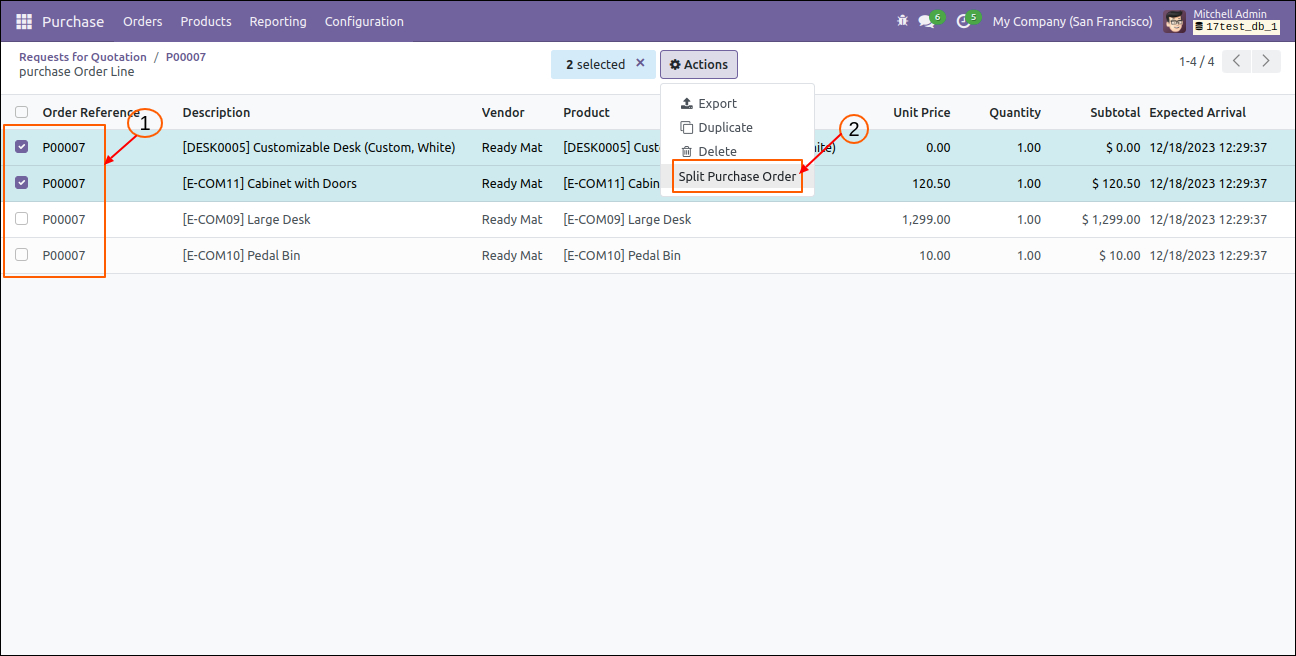 Purchase Orders Products Reporting Configuration 6 5 My Company (San Francisco) Mitchell Admin
17test_db_1
Requests for Quotation / P00007
purchase Order Line
2 selected × Actions
1-4 / 4
Export
Duplicate
Delete
Split Purchase Order
1
2
Order Reference Description Vendor Product Unit Price Quantity Subtotal Expected Arrival
P00007 [DESK0005] Customizable Desk (Custom, White) Ready Mat [DESK0005] Cust ite) 0.00 1.00 $ 0.00 12/18/2023 12:29:37
P00007 [E-COM11] Cabinet with Doors Ready Mat [E-COM11] Cabin 120.50 1.00 $ 120.50 12/18/2023 12:29:37
P00007 [E-COM09] Large Desk Ready Mat [E-COM09] Large Desk 1,299.00 1.00 $ 1,299.00 12/18/2023 12:29:37
P00007 [E-COM10] Pedal Bin Ready Mat [E-COM10] Pedal Bin 10.00 1.00 $ 10.00 12/18/2023 12:29:37